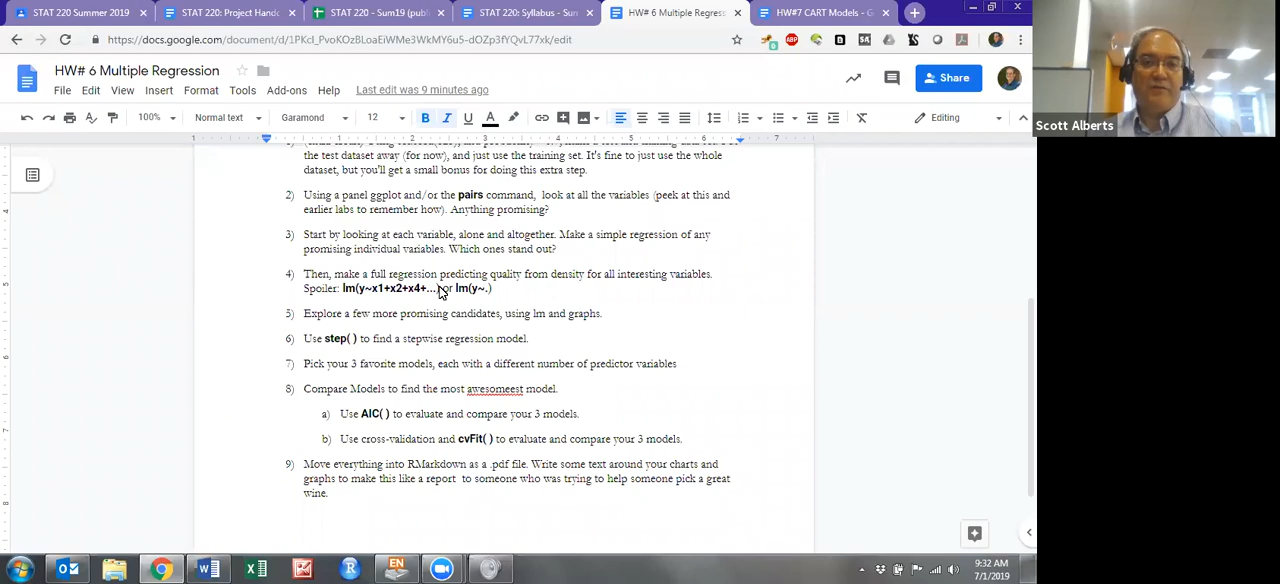 STAT 220 Summer 2019
STAT 220: Project Hando
STAT 220 - Sum19 (publ
STAT 220: Syllabus - Sum
HW# 6 Multiple Regress
HW#7 CART Models - G
https://docs.google.com/document/d/1PKcI_PvoKOzBLoaEiWMe3WkMY6u5-dOZp3fYQvL77xk/edit
HW# 6 Multiple Regression
File Edit View Insert Format Tools Add-ons Help Last edit was 9 minutes ago
Share
Scott Alberts
100% Normal text Garamond 12 B I U A Editing
1 1 2 3 4 5 6 7
the test dataset away (for now), and just use the training set. It's fine to just use the whole
dataset, but you'll get a small bonus for doing this extra step.
2) Using a panel ggplot and/or the pairs command, look at all the variables (peek at this and
earlier labs to remember how). Anything promising?
3) Start by looking at each variable, alone and altogether. Make a simple regression of any
promising individual variables. Which ones stand out?
4) Then, make a full regression predicting quality from density for all interesting variables.
Spoiler: lm(y~x1+x2+x4+...) or lm(y~.)
5) Explore a few more promising candidates, using lm and graphs.
6) Use step( ) to find a stepwise regression model.
7) Pick your 3 favorite models, each with a different number of predictor variables
8) Compare Models to find the most awesomeest model.
a) Use AIC( ) to evaluate and compare your 3 models.
b) Use cross-validation and cvFit( ) to evaluate and compare your 3 models.
9) Move everything into RMarkdown as a .pdf file. Write some text around your charts and
graphs to make this like a report to someone who was trying to help someone pick a great
wine.
9:32 AM
7/1/2019